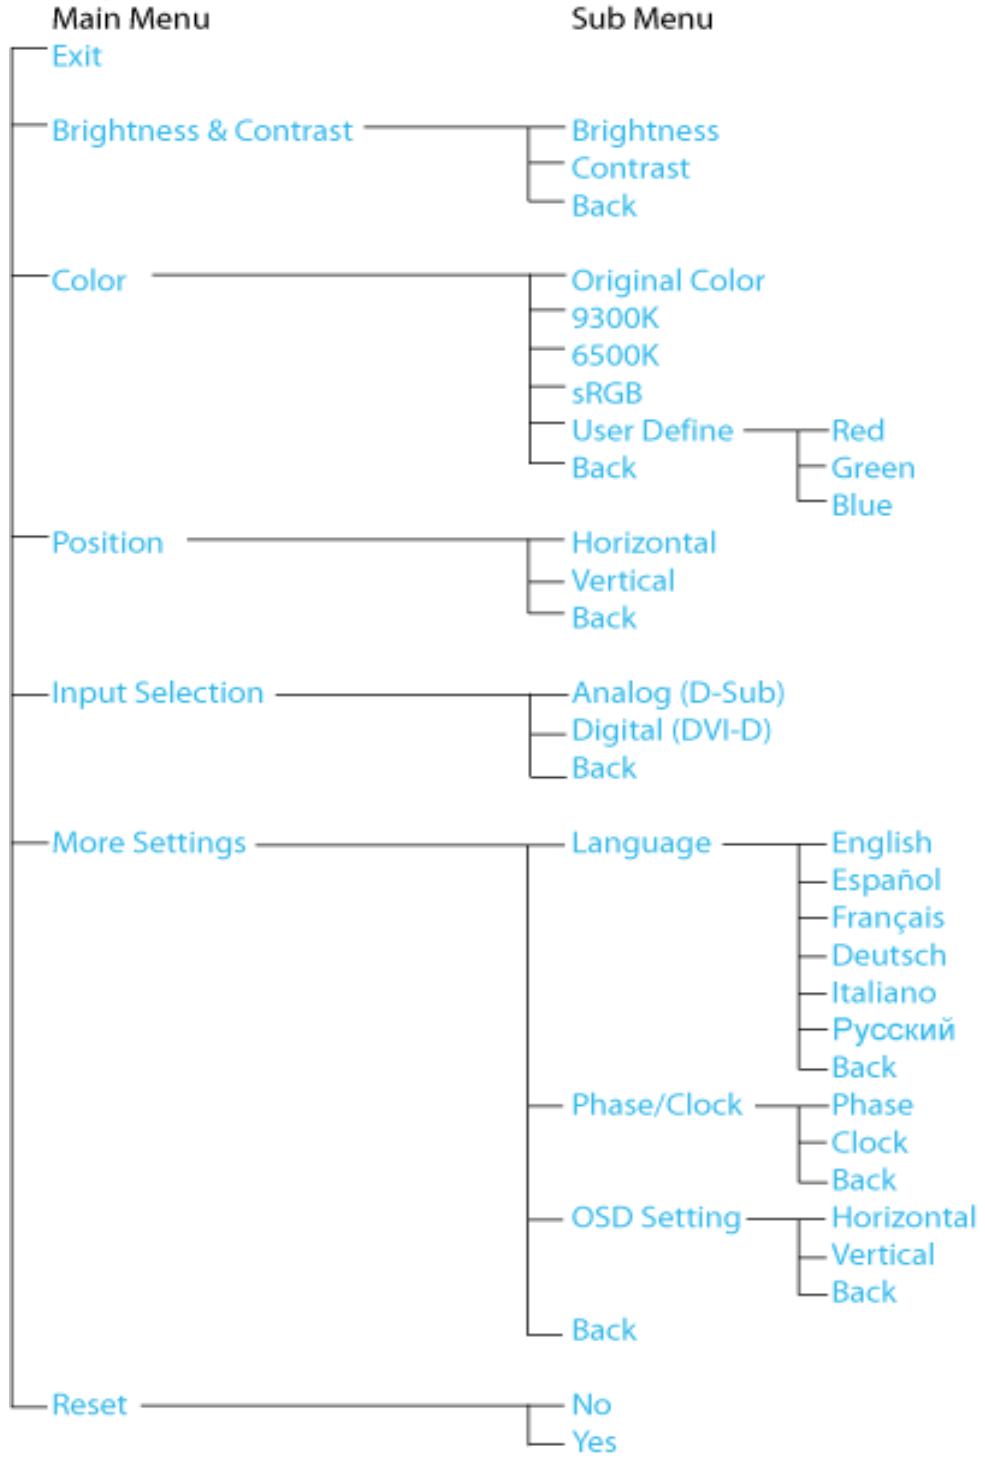 Main Menu Sub Menu
Exit
Brightness & Contrast Brightness
Contrast
Back
Color Original Color
9300K
6500K
sRGB
User Define Red
Back Green
Blue
Position Horizontal
Vertical
Back
Input Selection Analog (D-Sub)
Digital (DVI-D)
Back
More Settings Language English
Español
Français
Deutsch
Italiano
Русский
Back
Phase/Clock Phase
Clock
Back
OSD Setting Horizontal
Vertical
Back
Back
Reset No
Yes